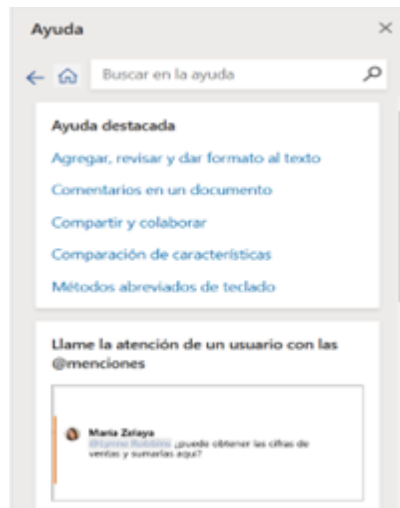 Ayuda
Buscar en la ayuda
Ayuda destacada
Agregar, revisar y dar formato al texto
Comentarios en un documento
Compartir y colaborar
Comparación de características
Métodos abreviados de teclado
Llame la atención de un usuario con las
@menciones
Maria Zelaya
@Lynne Robbins ¿puede obtener las cifras de
ventas y sumarlas aquí?